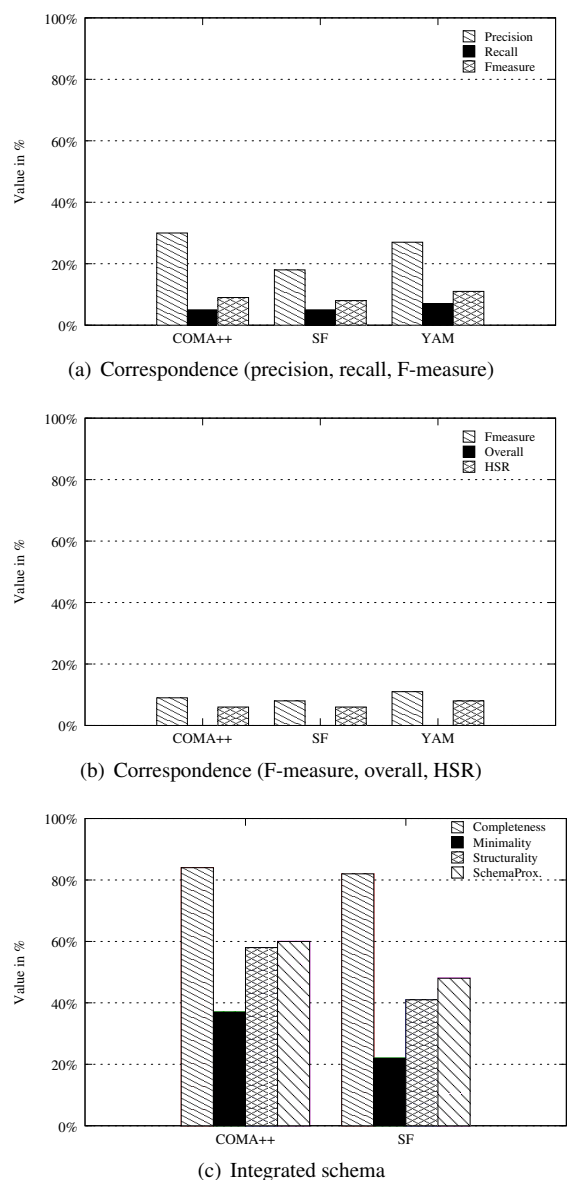 100%
80%
60%
40%
20%
0%
Value in %
Precision
Recall
Fmeasure
COMA++ SF YAM
(a) Correspondence (precision, recall, F-measure)
100%
80%
60%
40%
20%
0%
Value in %
Fmeasure
Overall
HSR
COMA++ SF YAM
(b) Correspondence (F-measure, overall, HSR)
100%
80%
60%
40%
20%
0%
Value in %
Completeness
Minimality
Structurality
SchemaProx.
COMA++ SF
(c) Integrated schema